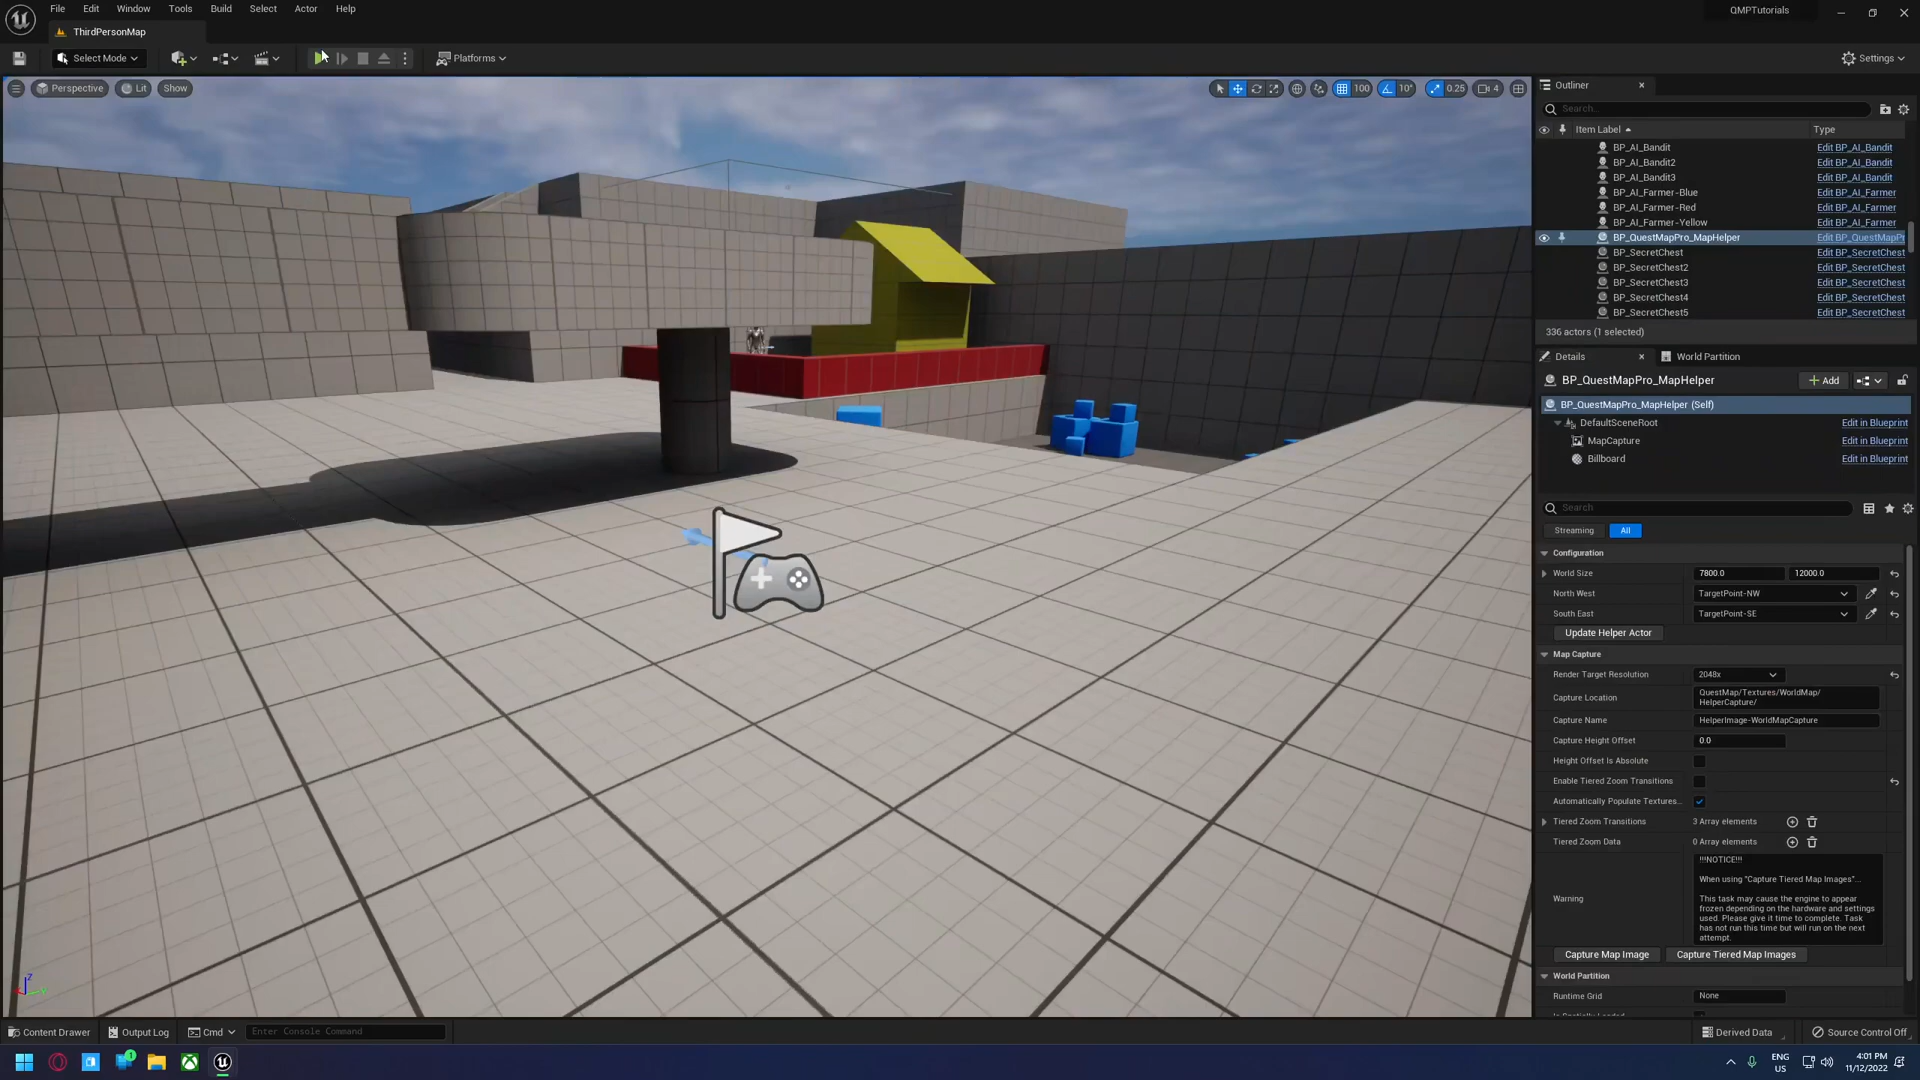 File Edit Window Tools Build Select Actor Help
QMPTutorials
ThirdPersonMap
Select Mode
Platforms
Settings
Perspective Lit Show
100 10° 0.25 4
Outliner
Search...
Item Label Type
BP_AI_Bandit Edit BP_AI_Bandit
BP_AI_Bandit2 Edit BP_AI_Bandit
BP_AI_Bandit3 Edit BP_AI_Bandit
BP_AI_Farmer-Blue Edit BP_AI_Farmer
BP_AI_Farmer-Red Edit BP_AI_Farmer
BP_AI_Farmer-Yellow Edit BP_AI_Farmer
BP_QuestMapPro_MapHelper Edit BP_QuestMapPr
BP_SecretChest Edit BP_SecretChest
BP_SecretChest2 Edit BP_SecretChest
BP_SecretChest3 Edit BP_SecretChest
BP_SecretChest4 Edit BP_SecretChest
BP_SecretChest5 Edit BP_SecretChest
336 actors (1 selected)
Details World Partition
BP_QuestMapPro_MapHelper Add
BP_QuestMapPro_MapHelper (Self)
DefaultSceneRoot Edit in Blueprint
MapCapture Edit in Blueprint
Billboard Edit in Blueprint
Search
Streaming All
Configuration
World Size 7800.0 12000.0
North West TargetPoint-NW
South East TargetPoint-SE
Update Helper Actor
Map Capture
Render Target Resolution 2048x
Capture Location QuestMap/Textures/WorldMap/
HelperCapture/
Capture Name HelperImage-WorldMapCapture
Capture Height Offset 0.0
Height Offset Is Absolute
Enable Tiered Zoom Transitions
Automatically Populate Textures...
Tiered Zoom Transitions 3 Array elements
Tiered Zoom Data 0 Array elements
!!!NOTICE!!!
When using "Capture Tiered Map Images"...
Warning
This task may cause the engine to appear
frozen depending on the hardware and settings
used. Please give it time to complete. Task
has not run this time but will run on the next
attempt.
Capture Map Image Capture Tiered Map Images
World Partition
Runtime Grid None
Z
Content Drawer Output Log Cmd Enter Console Command
Derived Data Source Control Off
1
ENG
US
4:01 PM
11/12/2022